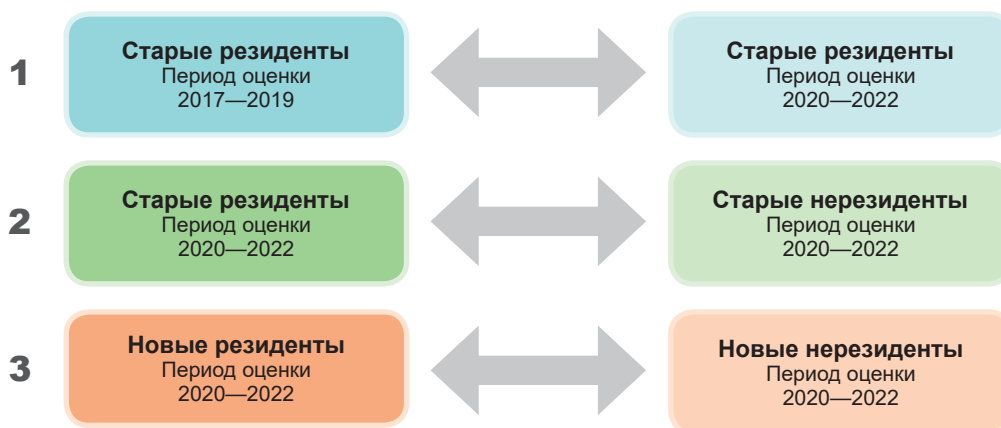 1
Старые резиденты
Период оценки
2017—2019
Старые резиденты
Период оценки
2020—2022
2
Старые резиденты
Период оценки
2020—2022
Старые нерезиденты
Период оценки
2020—2022
3
Новые резиденты
Период оценки
2020—2022
Новые нерезиденты
Период оценки
2020—2022